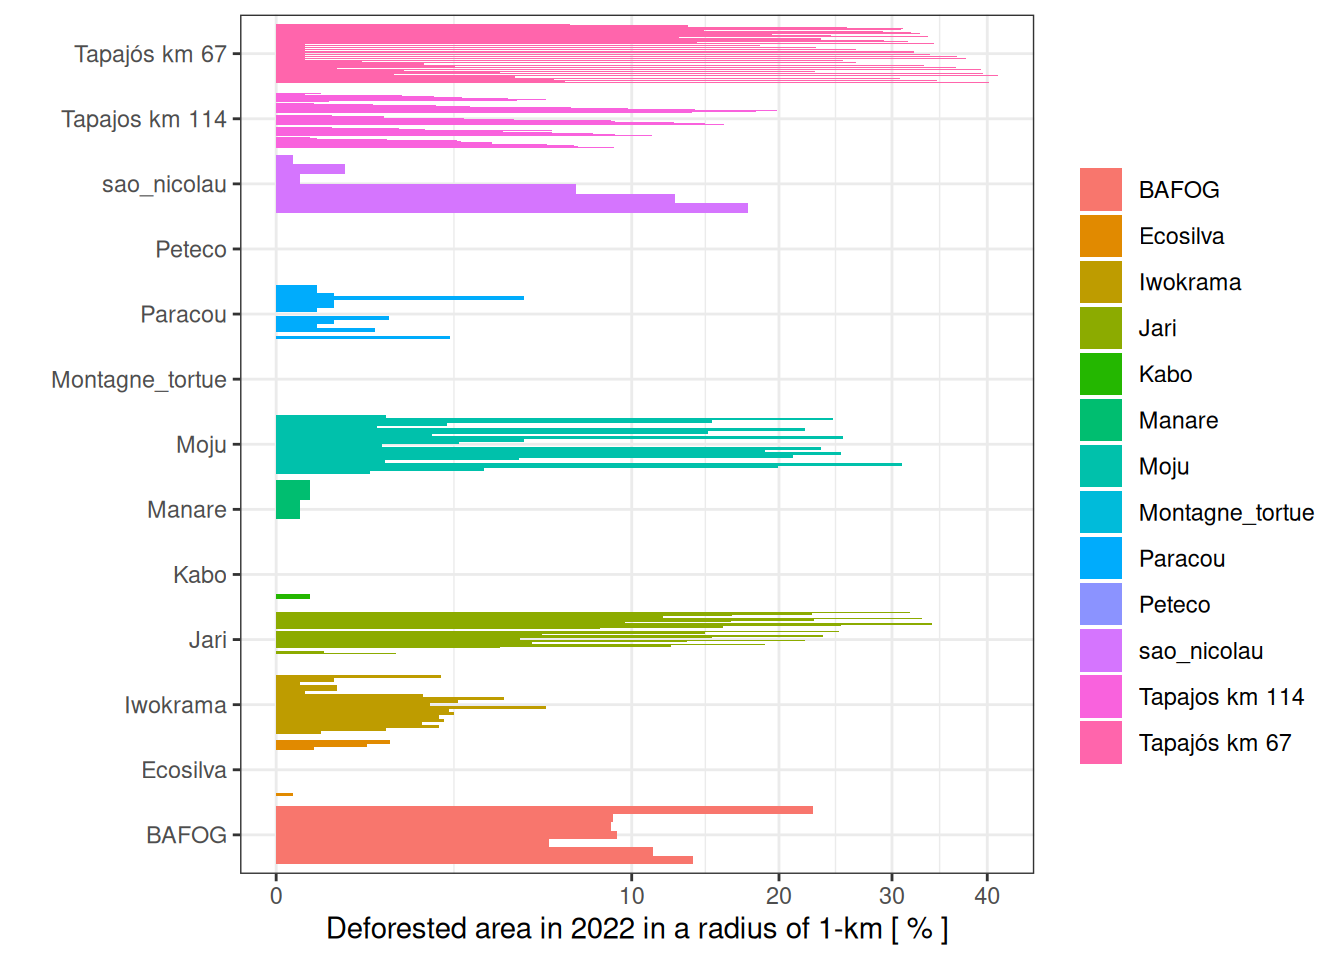 Tapajós km 67
Tapajos km 114
sao_nicolau
Peteco
Paracou
Montagne_tortue
Moju
Manare
Kabo
Jari
Iwokrama
Ecosilva
BAFOG
0 10 20 30 40
Deforested area in 2022 in a radius of 1-km [ % ]
BAFOG
Ecosilva
Iwokrama
Jari
Kabo
Manare
Moju
Montagne_tortue
Paracou
Peteco
sao_nicolau
Tapajos km 114
Tapajós km 67